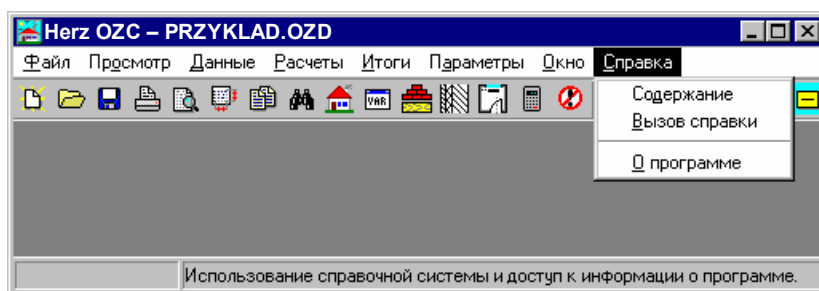 Herz OZC – PRZYKLAD.OZD
Файл Просмотр Данные Расчеты Итоги Параметры Окно Справка
VAR
Содержание
Вызов справки
О программе
Использование справочной системы и доступ к информации о программе.